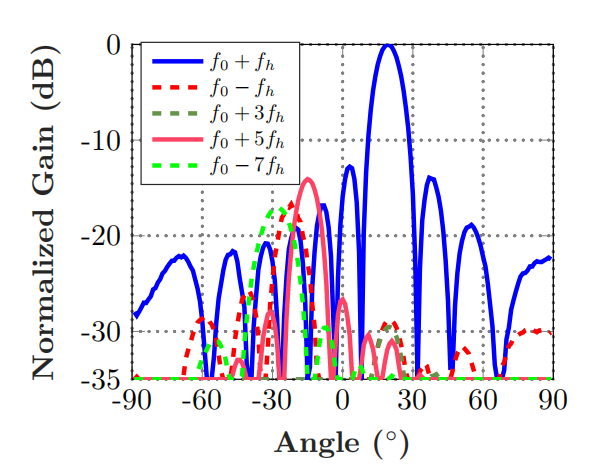 Normalized Gain (dB)
0
-10
-20
-30
-35
f₀ + fₕ
f₀ − fₕ
f₀ + 3fₕ
f₀ + 5fₕ
f₀ − 7fₕ
-90 -60 -30 0 30 60 90
Angle (°)